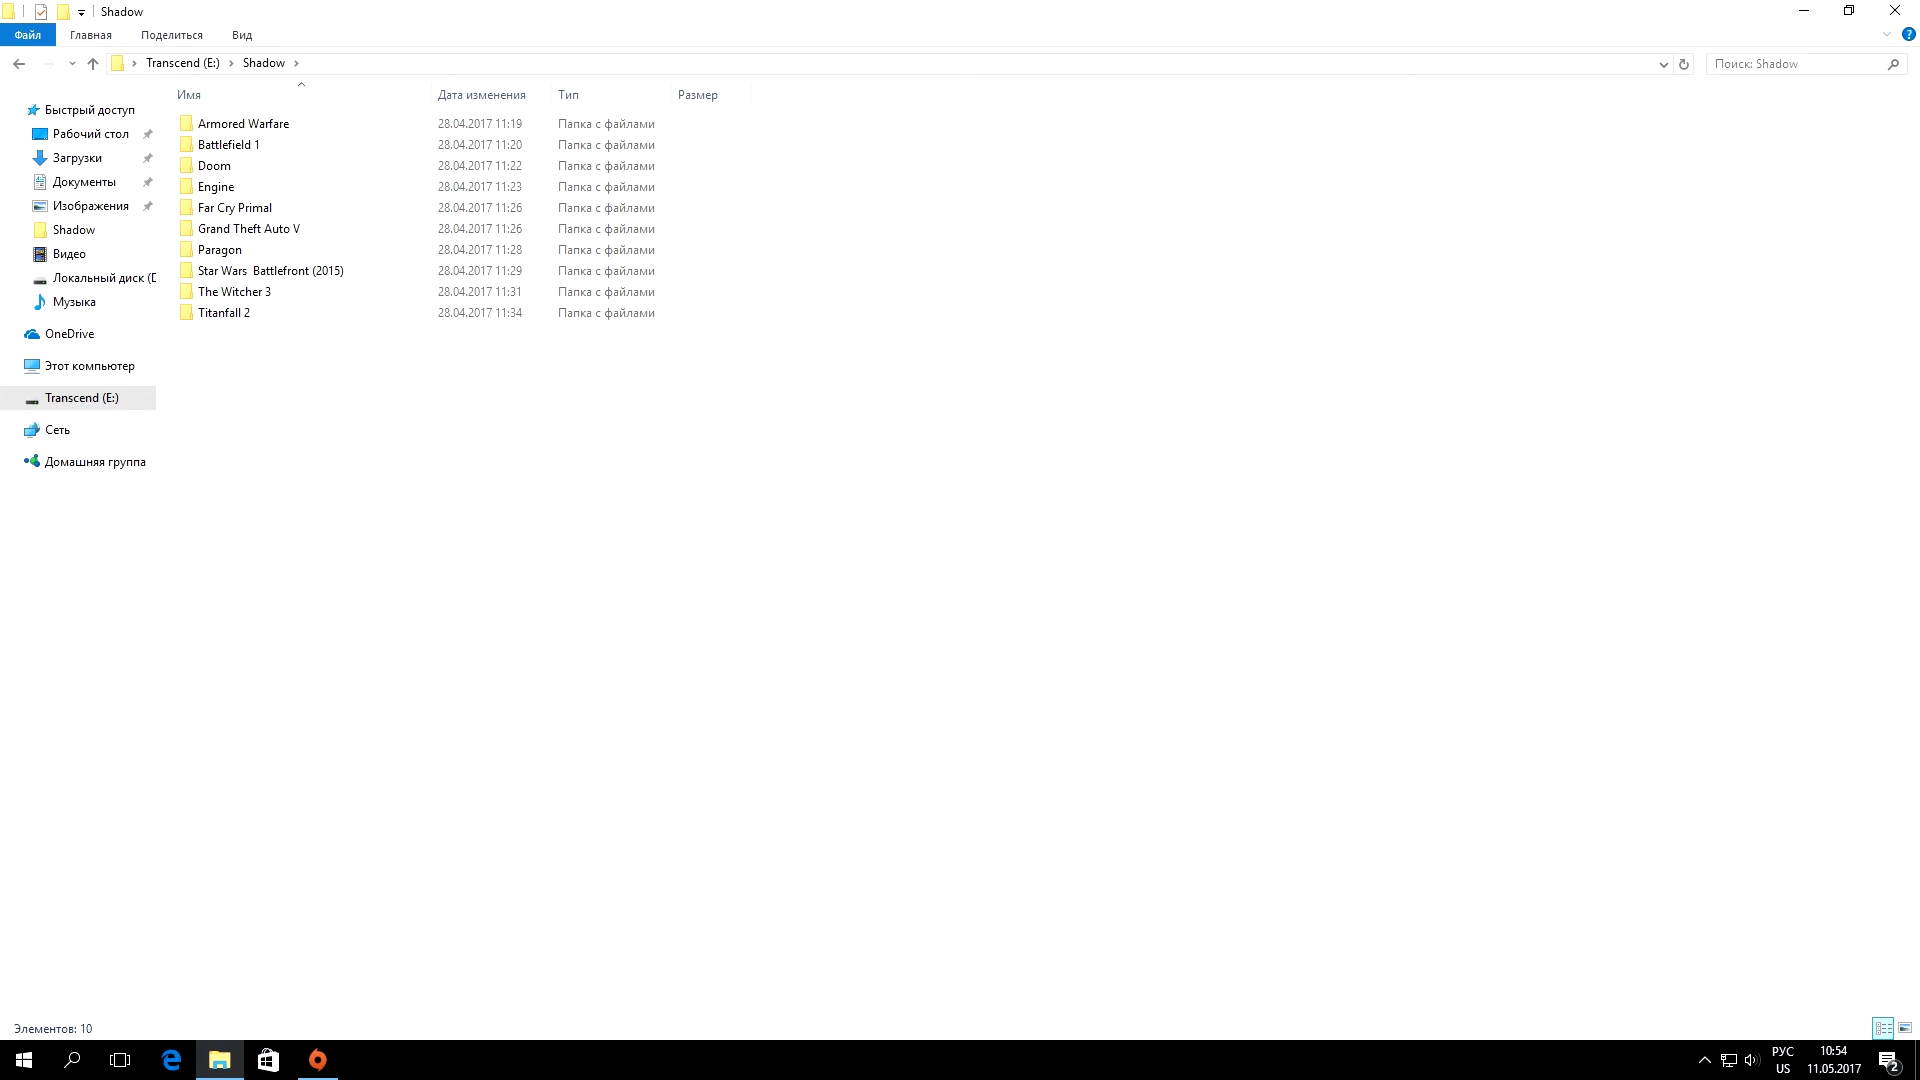 Shadow
Файл Главная Поделиться Вид
Transcend (E:) Shadow Поиск: Shadow
Имя Дата изменения Тип Размер
Быстрый доступ
Рабочий стол
Загрузки
Документы
Изображения
Shadow
Видео
Локальный диск (D
Музыка
OneDrive
Этот компьютер
Transcend (E:)
Сеть
Домашняя группа
Armored Warfare 28.04.2017 11:19 Папка с файлами
Battlefield 1 28.04.2017 11:20 Папка с файлами
Doom 28.04.2017 11:22 Папка с файлами
Engine 28.04.2017 11:23 Папка с файлами
Far Cry Primal 28.04.2017 11:26 Папка с файлами
Grand Theft Auto V 28.04.2017 11:26 Папка с файлами
Paragon 28.04.2017 11:28 Папка с файлами
Star Wars  Battlefront (2015) 28.04.2017 11:29 Папка с файлами
The Witcher 3 28.04.2017 11:31 Папка с файлами
Titanfall 2 28.04.2017 11:34 Папка с файлами
Элементов: 10
РУС 10:54
US 11.05.2017 2